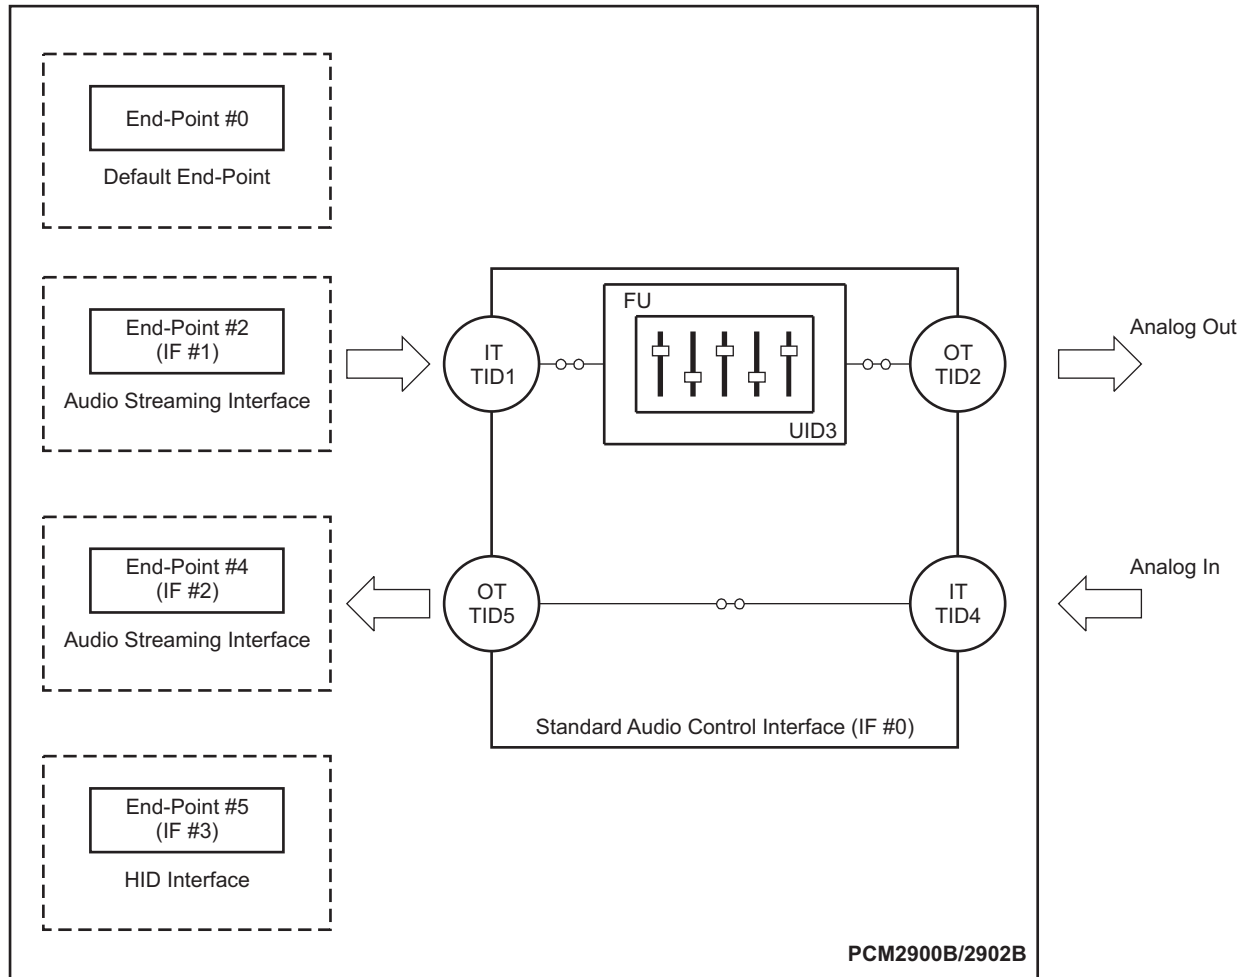 End-Point #0
Default End-Point
End-Point #2
(IF #1)
Audio Streaming Interface
IT
TID1
FU
UID3
OT
TID2
Analog Out
End-Point #4
(IF #2)
Audio Streaming Interface
OT
TID5
IT
TID4
Analog In
Standard Audio Control Interface (IF #0)
End-Point #5
(IF #3)
HID Interface
PCM2900B/2902B